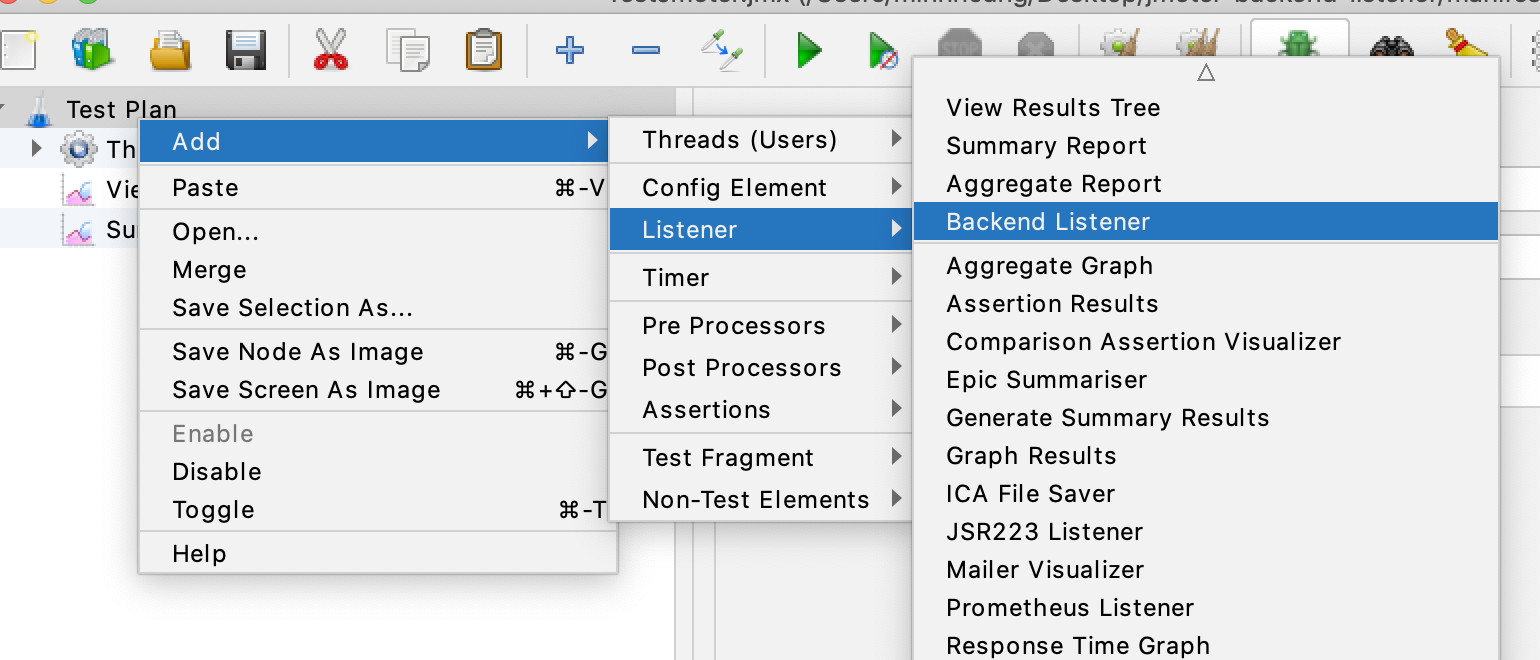 STOP
Test Plan
Th
Vie
Su
Add
Paste ⌘-V
Open...
Merge
Save Selection As...
Save Node As Image ⌘-G
Save Screen As Image ⌘+⇧-G
Enable
Disable
Toggle ⌘-T
Help
Threads (Users)
Config Element
Listener
Timer
Pre Processors
Post Processors
Assertions
Test Fragment
Non-Test Elements
View Results Tree
Summary Report
Aggregate Report
Backend Listener
Aggregate Graph
Assertion Results
Comparison Assertion Visualizer
Epic Summariser
Generate Summary Results
Graph Results
ICA File Saver
JSR223 Listener
Mailer Visualizer
Prometheus Listener
Response Time Graph